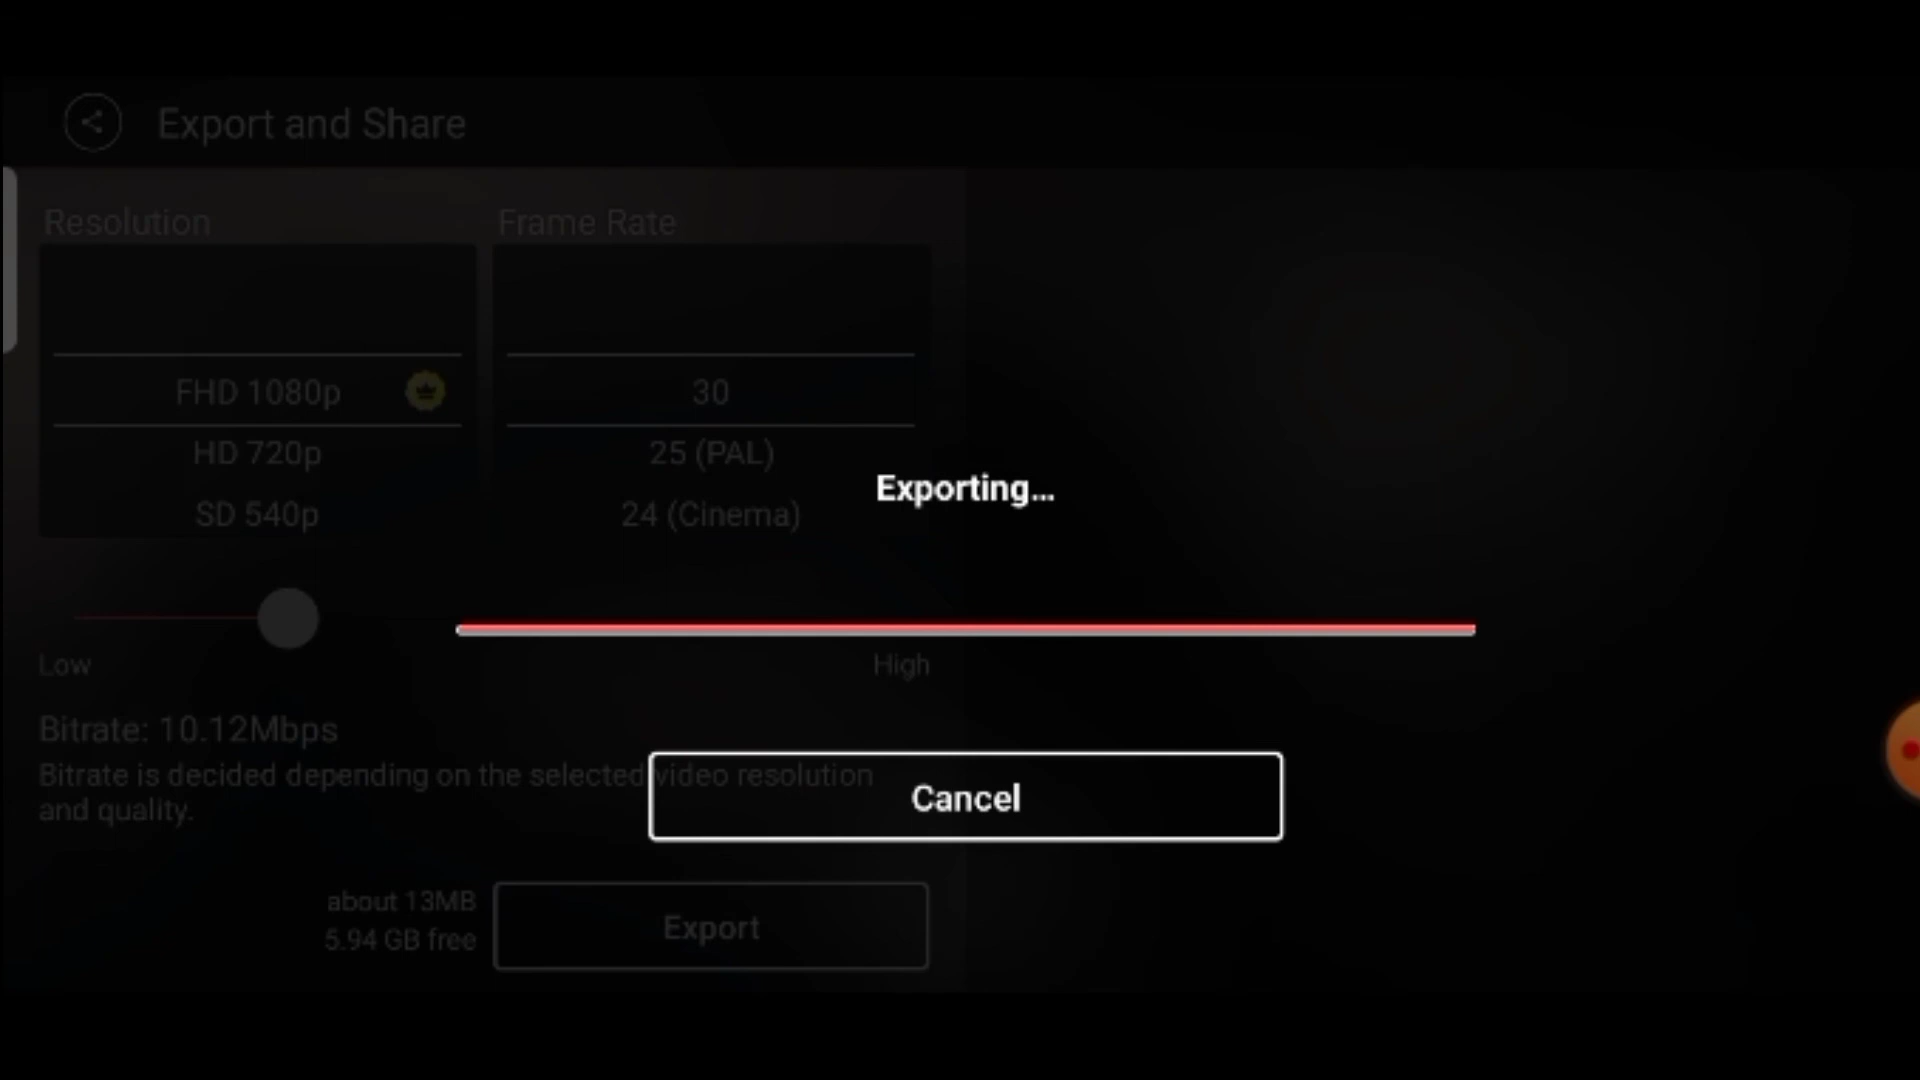 Export and Share
Resolution
Frame Rate
FHD 1080p
30
HD 720p
25 (PAL)
SD 540p
24 (Cinema)
Exporting...
Low
High
Bitrate: 10.12Mbps
Bitrate is decided depending on the selected video resolution
and quality.
Cancel
about 13MB
5.94 GB free
Export